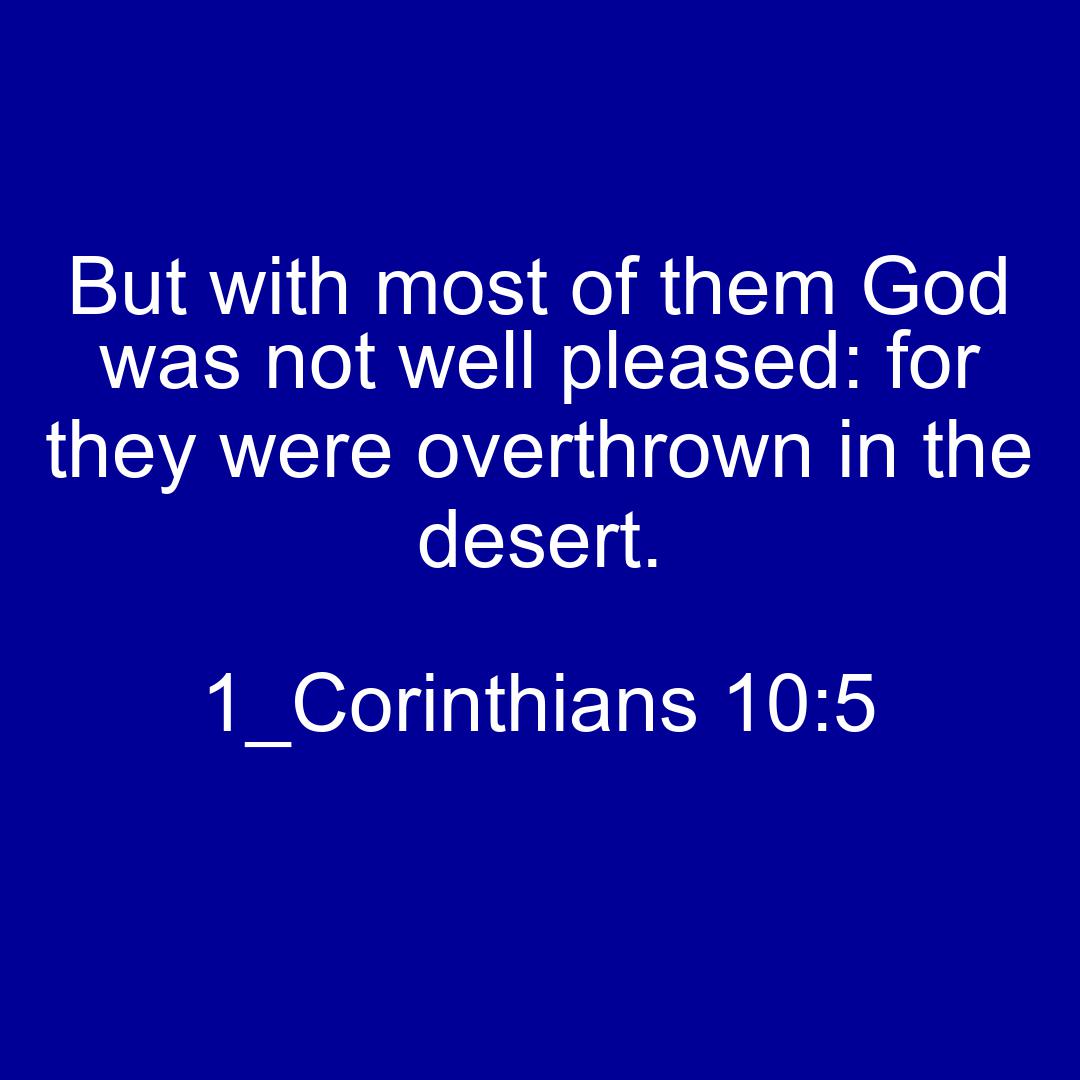 But with most of them God
was not well pleased: for
they were overthrown in the
desert.
1_Corinthians 10:5